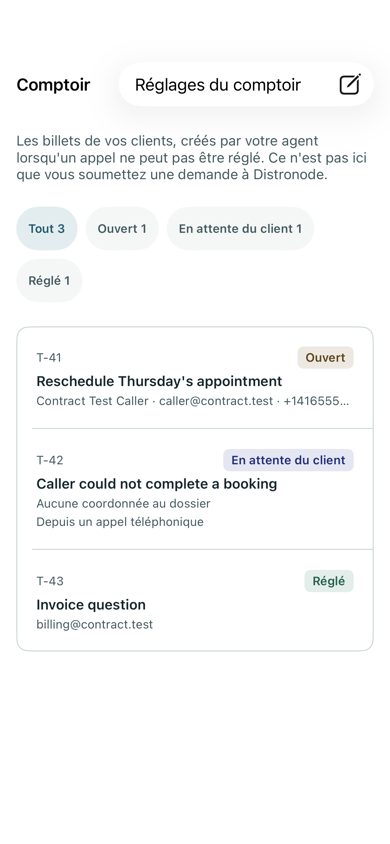 Comptoir
Réglages du comptoir
Les billets de vos clients, créés par votre agent
lorsqu'un appel ne peut pas être réglé. Ce n'est pas ici
que vous soumettez une demande à Distronode.
Tout 3
Ouvert 1
En attente du client 1
Réglé 1
T-41
Ouvert
Reschedule Thursday's appointment
Contract Test Caller · caller@contract.test · +1416555...
T-42
En attente du client
Caller could not complete a booking
Aucune coordonnée au dossier
Depuis un appel téléphonique
T-43
Réglé
Invoice question
billing@contract.test